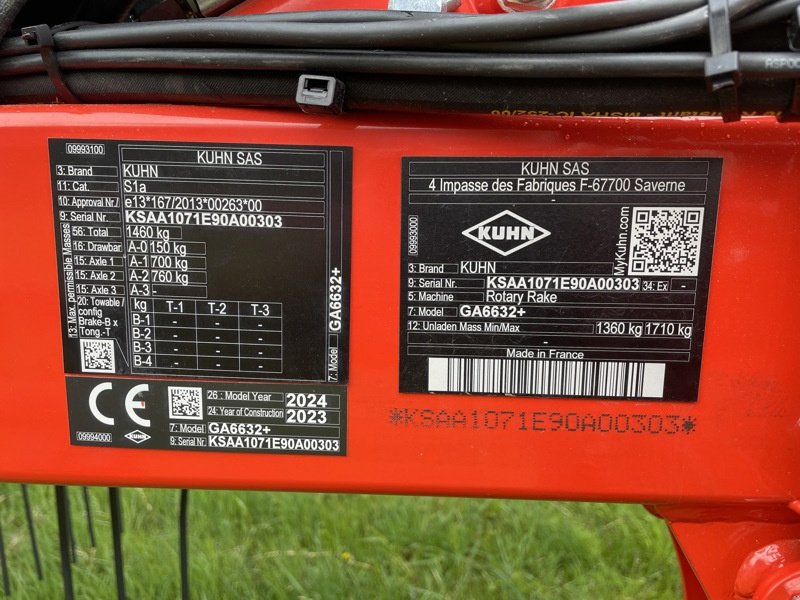 ASPOC
09993100
KUHN SAS
3: Brand KUHN
11: Cat. S1a
10: Approval Nr./ e13*167/2013*00263*00
9: Serial Nr. KSAA1071E90A00303
13: Max. permissible Masses
56: Total 1460 kg
16: Drawbar A-0 150 kg
15: Axle 1 A-1 700 kg
15: Axle 2 A-2 760 kg
15: Axle 3 A-3 -
20: Towable / config Brake-B x Tong.-T
kg T-1 T-2 T-3
B-1 - - -
B-2 - - -
B-3 - - -
B-4 - - -
7: Model GA6632+
CE
09994000
KUHN
26: Model Year 2024
24: Year of Construction 2023
7: Model GA6632+
9: Serial Nr. KSAA1071E90A00303
KUHN SAS
4 Impasse des Fabriques F-67700 Saverne
-
09993000
KUHN
MyKuhn
3: Brand KUHN
9: Serial Nr. KSAA1071E90A00303 34: Ex -
5: Machine Rotary Rake
7: Model GA6632+
12: Unladen Mass Min/Max 1360 kg 1710 kg
-
Made in France
*KSAA1071E90A00303*